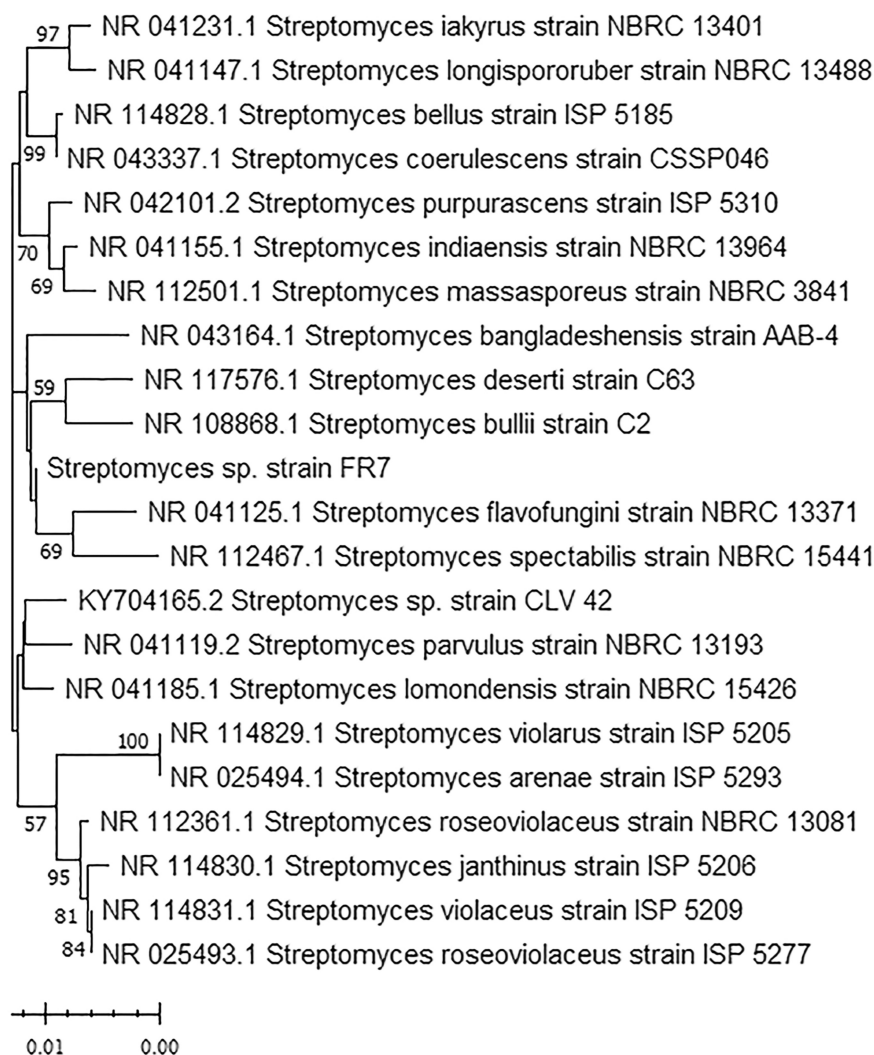 97
NR 041231.1 Streptomyces iakyrus strain NBRC 13401
NR 041147.1 Streptomyces longispororuber strain NBRC 13488
NR 114828.1 Streptomyces bellus strain ISP 5185
99
NR 043337.1 Streptomyces coerulescens strain CSSP046
NR 042101.2 Streptomyces purpurascens strain ISP 5310
70
NR 041155.1 Streptomyces indiaensis strain NBRC 13964
69
NR 112501.1 Streptomyces massasporeus strain NBRC 3841
NR 043164.1 Streptomyces bangladeshensis strain AAB-4
59
NR 117576.1 Streptomyces deserti strain C63
NR 108868.1 Streptomyces bullii strain C2
Streptomyces sp. strain FR7
NR 041125.1 Streptomyces flavofungini strain NBRC 13371
69
NR 112467.1 Streptomyces spectabilis strain NBRC 15441
KY704165.2 Streptomyces sp. strain CLV 42
NR 041119.2 Streptomyces parvulus strain NBRC 13193
NR 041185.1 Streptomyces lomondensis strain NBRC 15426
100
NR 114829.1 Streptomyces violarus strain ISP 5205
NR 025494.1 Streptomyces arenae strain ISP 5293
57
NR 112361.1 Streptomyces roseoviolaceus strain NBRC 13081
95
NR 114830.1 Streptomyces janthinus strain ISP 5206
81
NR 114831.1 Streptomyces violaceus strain ISP 5209
84
NR 025493.1 Streptomyces roseoviolaceus strain ISP 5277
0.01 0.00